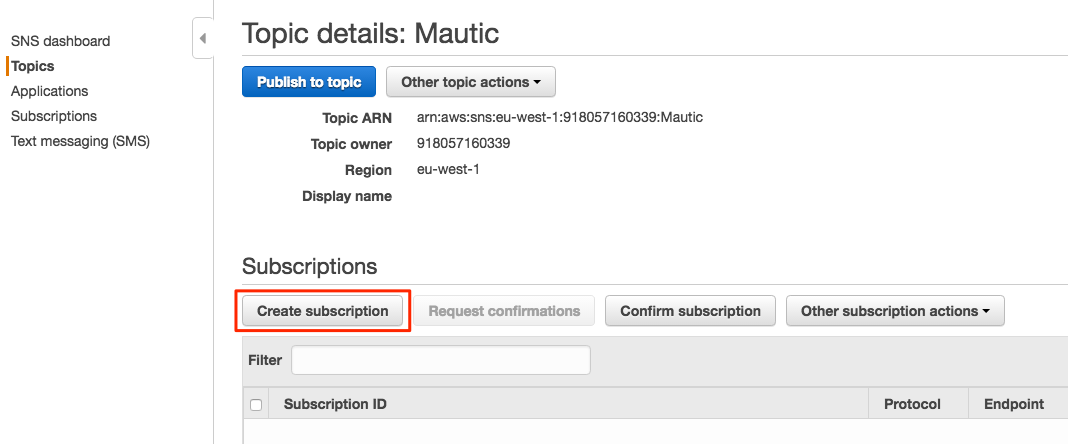 SNS dashboard
Topics
Applications
Subscriptions
Text messaging (SMS)
Topic details: Mautic
Publish to topic Other topic actions
Topic ARN arn:aws:sns:eu-west-1:918057160339:Mautic
Topic owner 918057160339
Region eu-west-1
Display name
Subscriptions
Create subscription Request confirmations Confirm subscription Other subscription actions
Filter
Subscription ID Protocol Endpoint